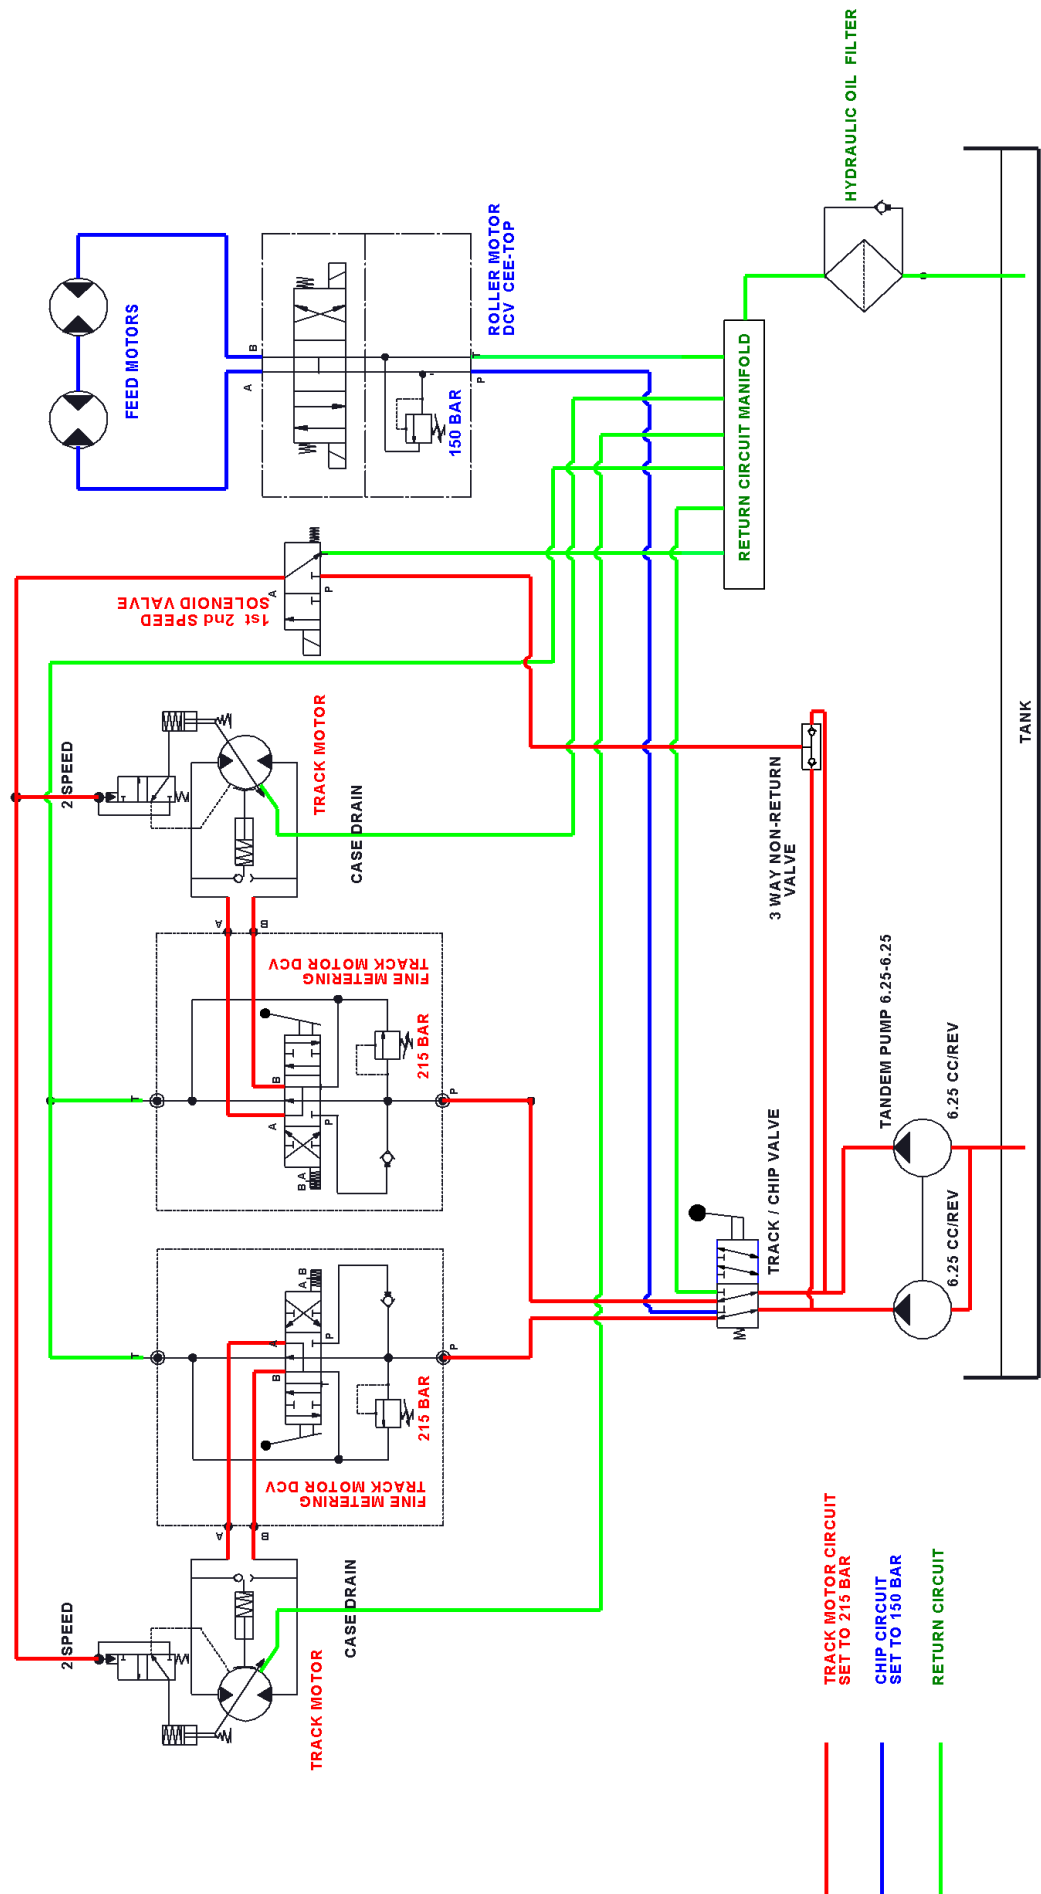 HYDRAULIC OIL FILTER
ROLLER MOTOR
DCV CEE-TOP
FEED MOTORS
B
A
T
P
150 BAR
RETURN CIRCUIT MANIFOLD
1st 2nd SPEED
SOLENOID VALVE
A
P
T
TANK
2 SPEED
TRACK MOTOR
CASE DRAIN
3 WAY NON-RETURN
VALVE
A
B
FINE METERING
TRACK MOTOR DCV
215 BAR
T
P
A
B
P
B A
TANDEM PUMP 6.25-6.25
6.25 CC/REV
6.25 CC/REV
TRACK / CHIP VALVE
A B
P
A
B
T
P
215 BAR
FINE METERING
TRACK MOTOR DCV
A
B
CASE DRAIN
2 SPEED
TRACK MOTOR
TRACK MOTOR CIRCUIT
SET TO 215 BAR
CHIP CIRCUIT
SET TO 150 BAR
RETURN CIRCUIT